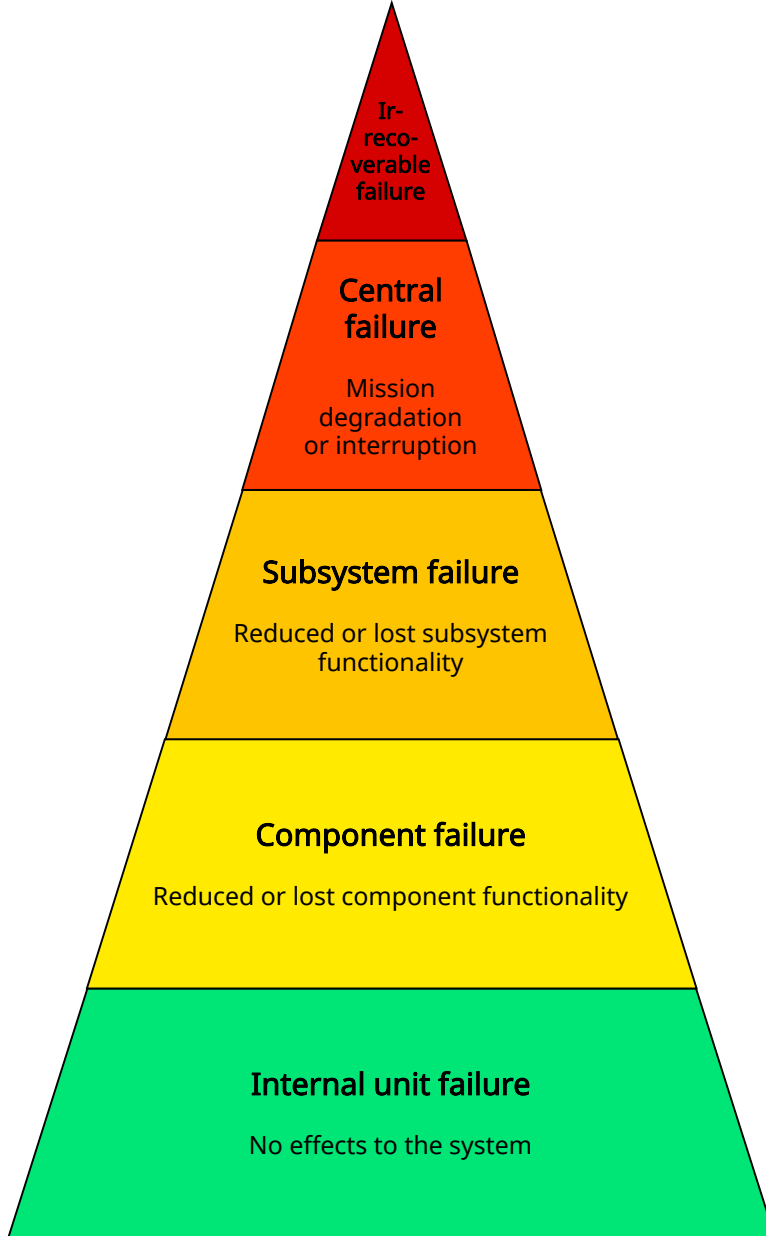 Ir-
reco-
verable
failure
Central
failure
Mission
degradation
or interruption
Subsystem failure
Reduced or lost subsystem
functionality
Component failure
Reduced or lost component functionality
Internal unit failure
No effects to the system